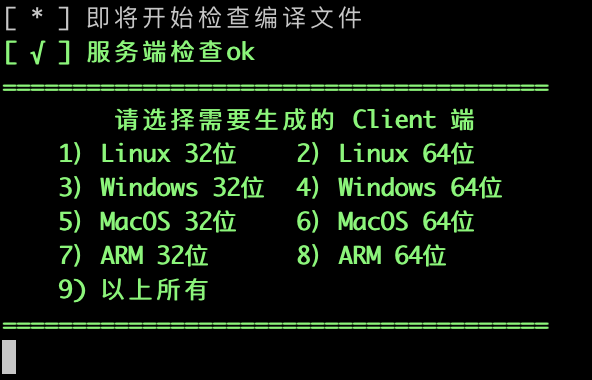 [ * ] 即将开始检查编译文件
[ √ ] 服务端检查ok
=======================================
请选择需要生成的 Client 端
1) Linux 32位 2) Linux 64位
3) Windows 32位 4) Windows 64位
5) MacOS 32位 6) MacOS 64位
7) ARM 32位 8) ARM 64位
9) 以上所有
=======================================